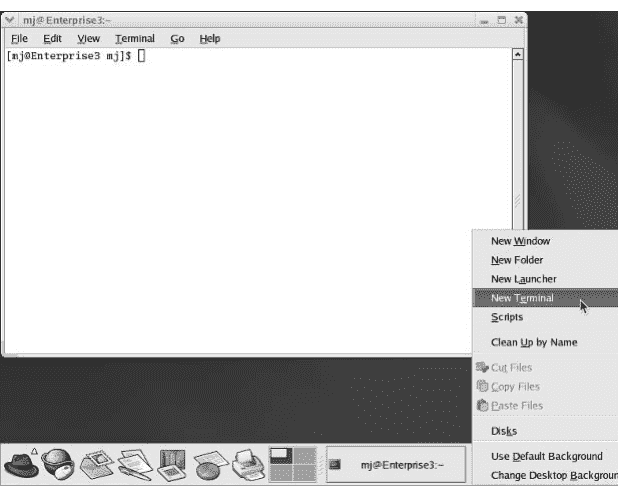 mj@Enterprise3:~
File Edit View Terminal Go Help
[mj@Enterprise3 mj]$
New Window
New Folder
New Launcher
New Terminal
Scripts
Clean Up by Name
Cut Files
Copy Files
Paste Files
Disks
Use Default Background
Change Desktop Backgroun
mj@Enterprise3:~